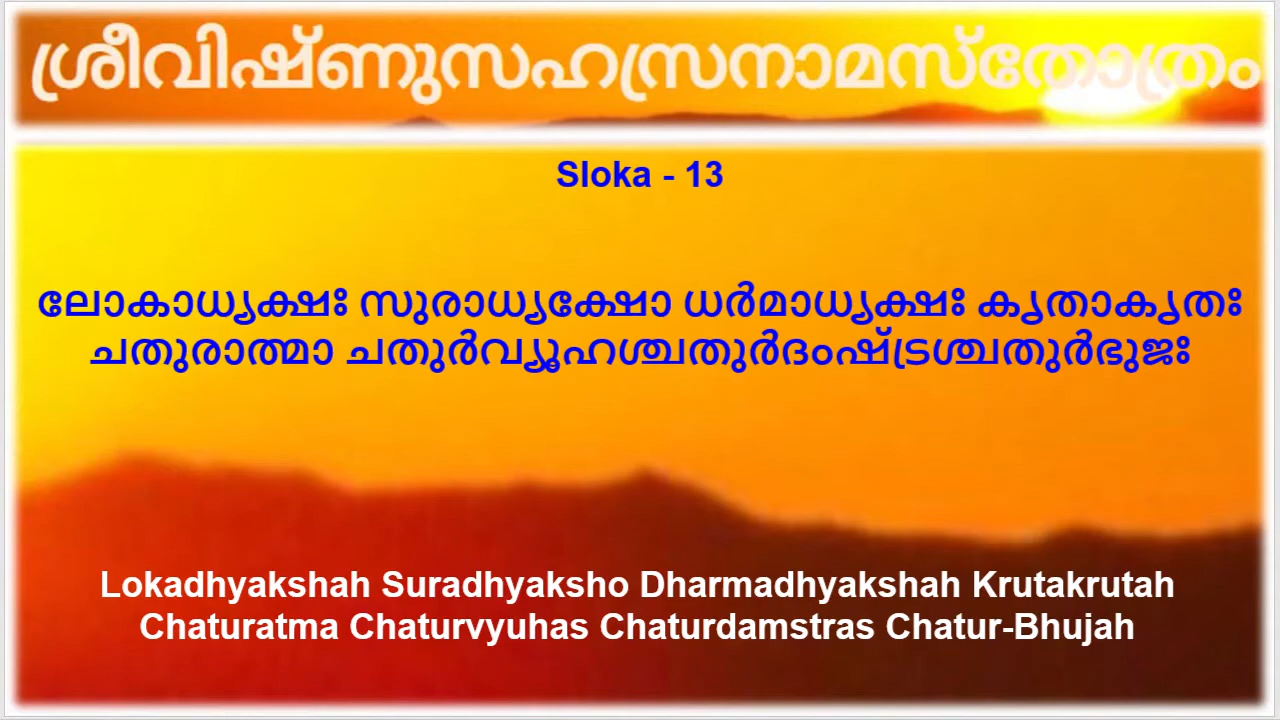 ശ്രീവിഷ്ണുസഹസ്രനാമസ്തോത്രം
Sloka - 13
ലോകാധ്യക്ഷഃ സുരാധ്യക്ഷോ ധർമാധ്യക്ഷഃ കൃതാകൃതഃ
ചതുരാത്മാ ചതുർവ്യൂഹശ്ചതുർദംഷ്ട്രശ്ചതുർഭുജഃ
Lokadhyakshah Suradhyaksho Dharmadhyakshah Krutakrutah
Chaturatma Chaturvyuhas Chaturdamstras Chatur-Bhujah